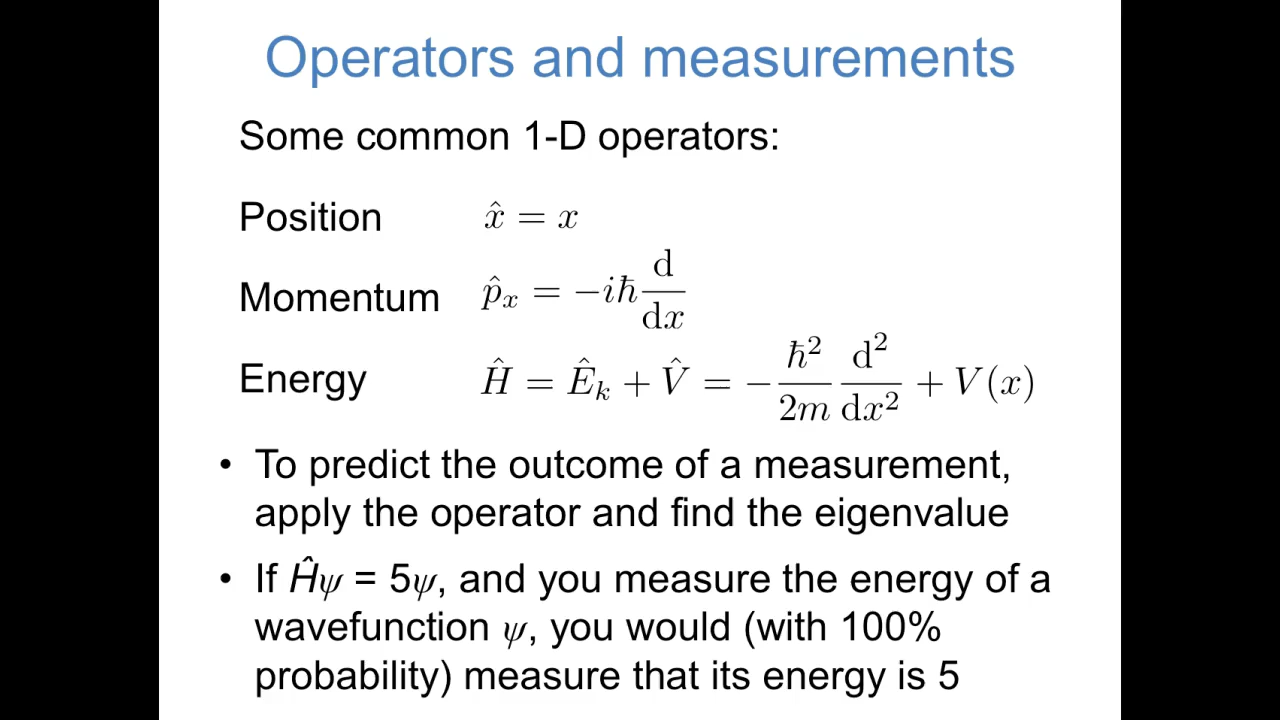 Operators and measurements
Some common 1-D operators:
Position x̂ = x
Momentum p̂ₓ = −iħ d/dx
Energy Ĥ = Êₖ + V̂ = − ħ²/2m d²/dx² + V(x)
• To predict the outcome of a measurement,
apply the operator and find the eigenvalue
• If Ĥψ = 5ψ, and you measure the energy of a
wavefunction ψ, you would (with 100%
probability) measure that its energy is 5